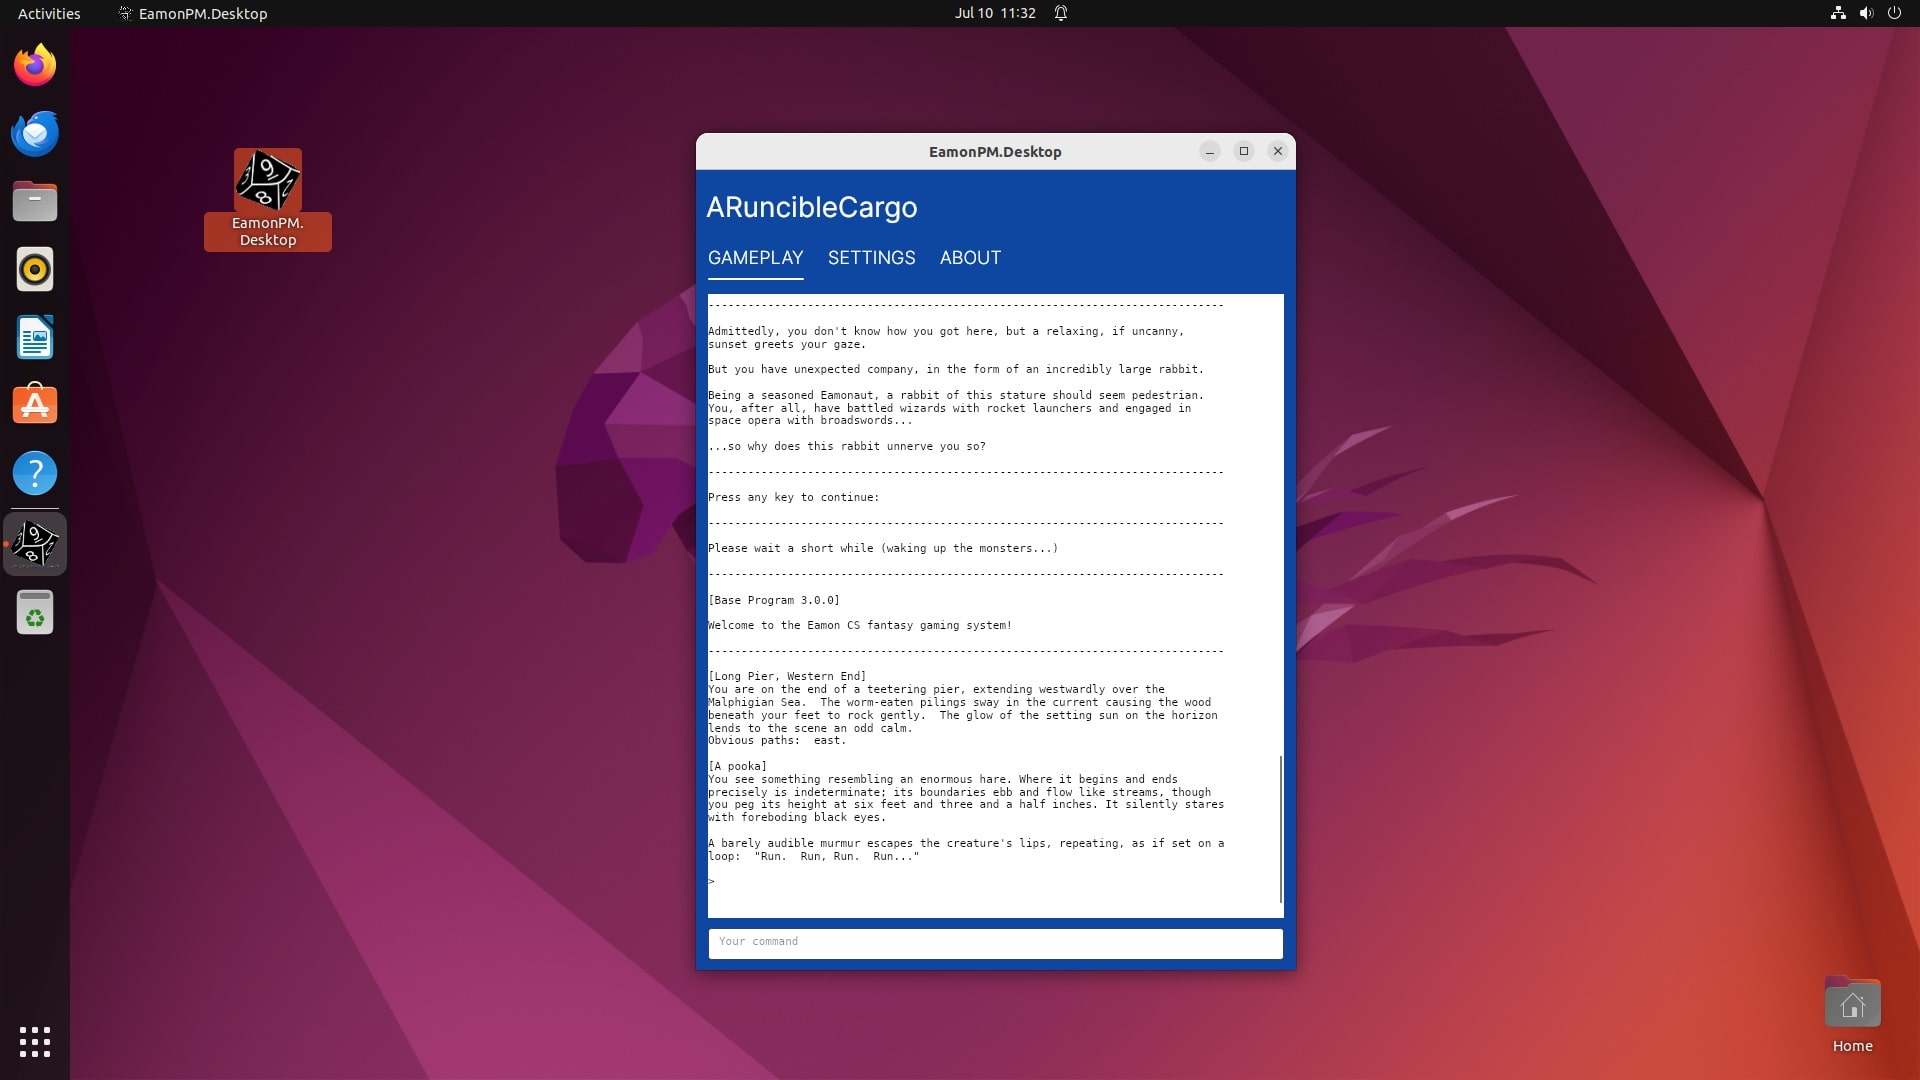 Activities
EamonPM.Desktop
Jul 10 11:32
EamonPM.
Desktop
EamonPM.Desktop
ARuncibleCargo
GAMEPLAY SETTINGS ABOUT
------------------------------------------------------------------------------
Admittedly, you don't know how you got here, but a relaxing, if uncanny,
sunset greets your gaze.
But you have unexpected company, in the form of an incredibly large rabbit.
Being a seasoned Eamonaut, a rabbit of this stature should seem pedestrian.
You, after all, have battled wizards with rocket launchers and engaged in
space opera with broadswords...
...so why does this rabbit unnerve you so?
------------------------------------------------------------------------------
Press any key to continue:
------------------------------------------------------------------------------
Please wait a short while (waking up the monsters...)
------------------------------------------------------------------------------
[Base Program 3.0.0]
Welcome to the Eamon CS fantasy gaming system!
------------------------------------------------------------------------------
[Long Pier, Western End]
You are on the end of a teetering pier, extending westwardly over the
Malphigian Sea.  The worm-eaten pilings sway in the current causing the wood
beneath your feet to rock gently.  The glow of the setting sun on the horizon
lends to the scene an odd calm.
Obvious paths:  east.
[A pooka]
You see something resembling an enormous hare. Where it begins and ends
precisely is indeterminate; its boundaries ebb and flow like streams, though
you peg its height at six feet and three and a half inches. It silently stares
with foreboding black eyes.
A barely audible murmur escapes the creature's lips, repeating, as if set on a
loop:  "Run.  Run, Run.  Run..."
>
Your command
Home